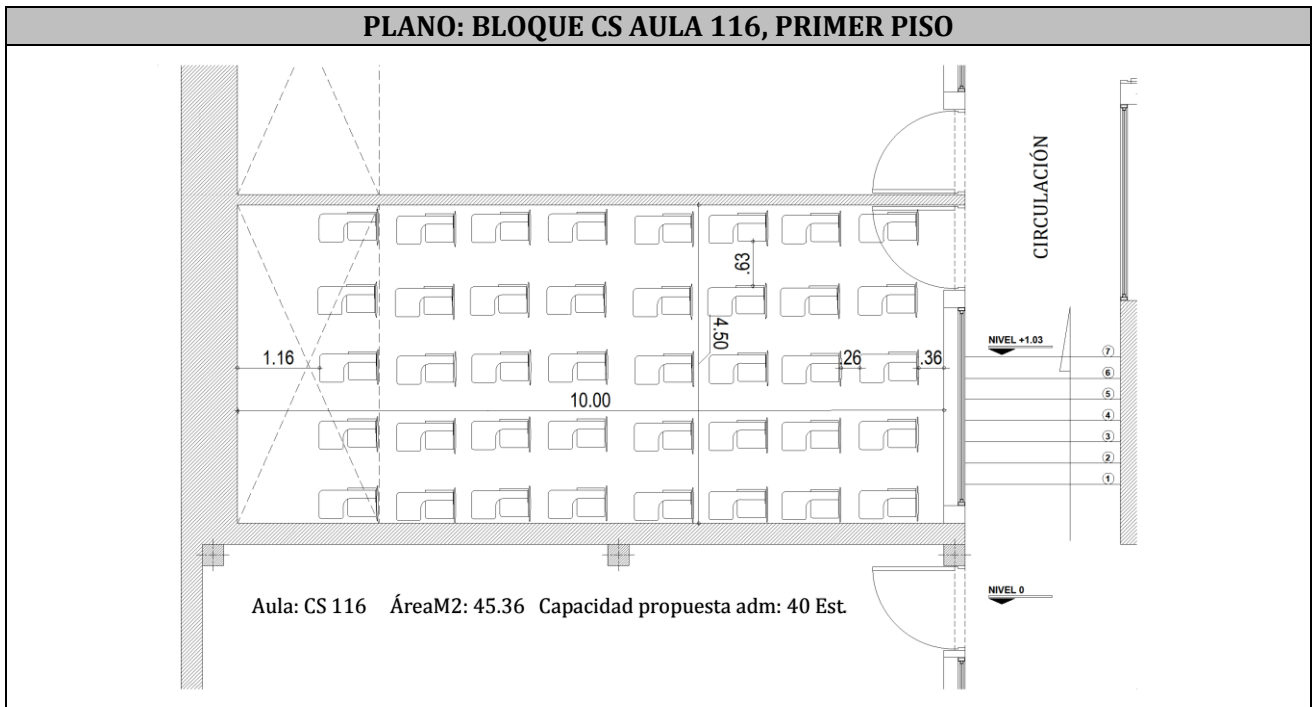 PLANO: BLOQUE CS AULA 116, PRIMER PISO
CIRCULACIÓN
.63
4.50
NIVEL +1.03
1.16
.26
.36
10.00
7
6
5
4
3
2
1
NIVEL 0
Aula: CS 116 ÁreaM2: 45.36 Capacidad propuesta adm: 40 Est.